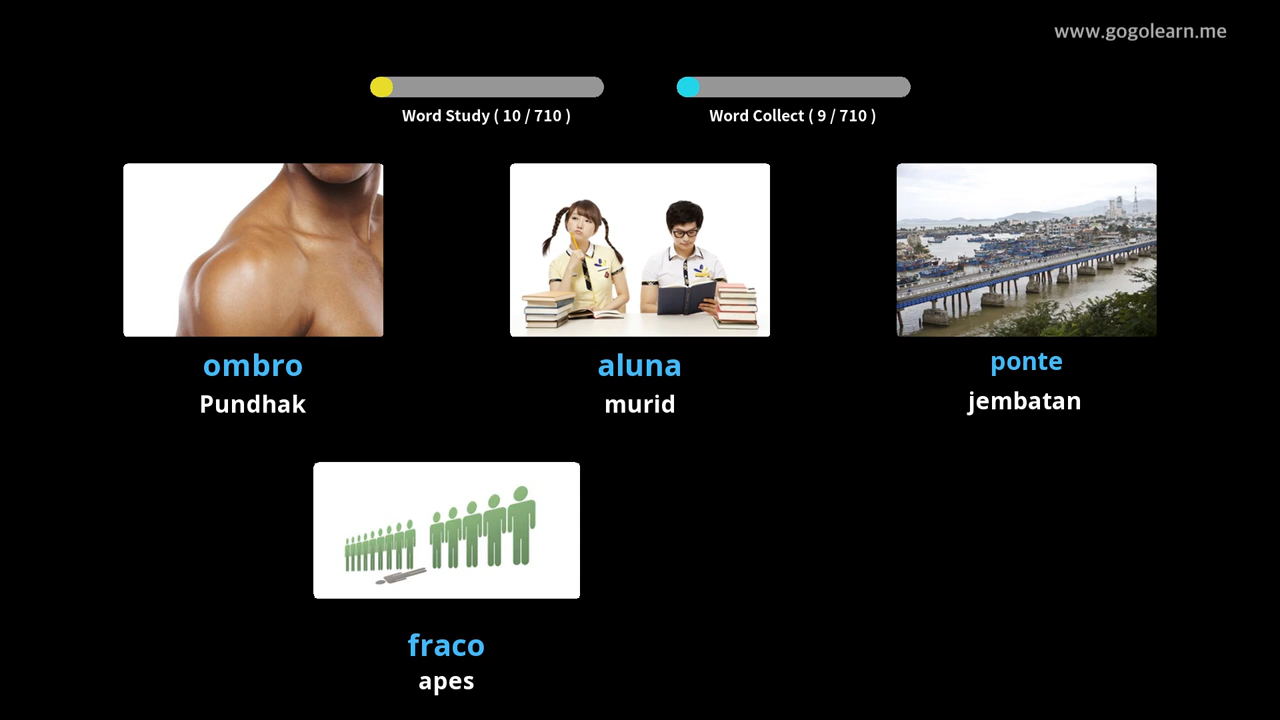 www.gogolearn.me
Word Study ( 10 / 710 )
Word Collect ( 9 / 710 )
ombro
Pundhak
aluna
murid
ponte
jembatan
fraco
apes